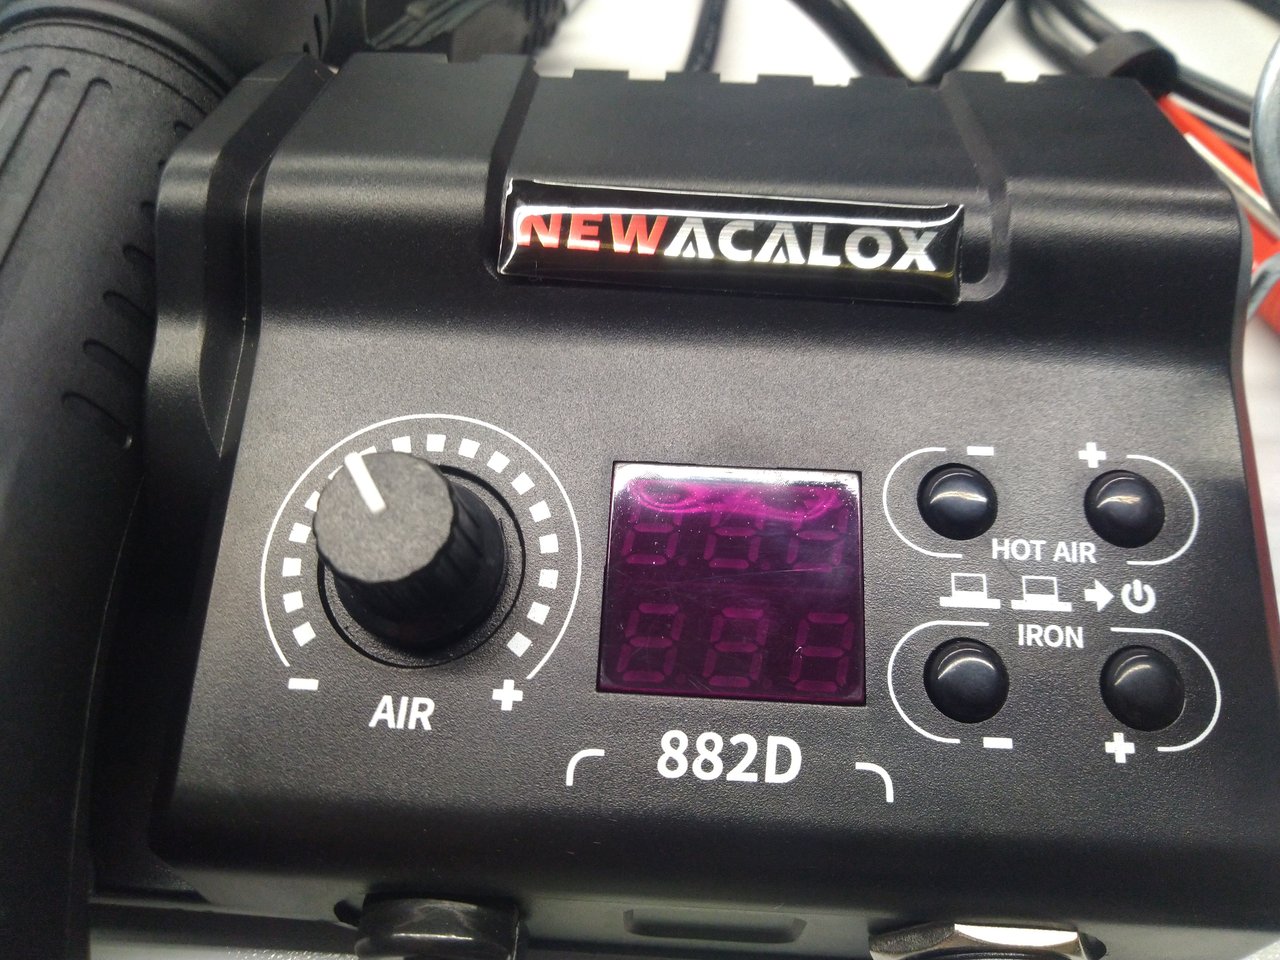 NEWACALOX
- +
HOT AIR
IRON
- +
- +
AIR
882D